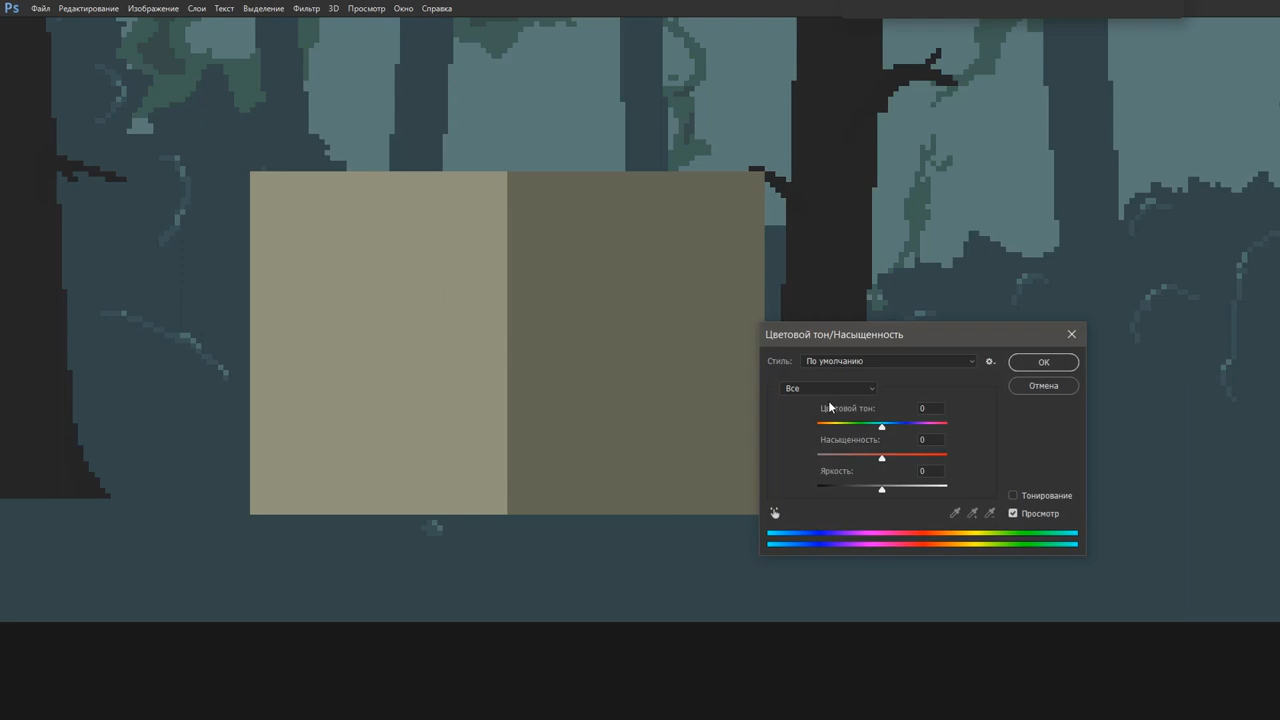 Ps Файл Редактирование Изображение Слои Текст Выделение Фильтр 3D Просмотр Окно Справка
Цветовой тон/Насыщенность
Стиль: По умолчанию OK
Все Отмена
Цветовой тон: 0
Насыщенность: 0
Яркость: 0
Тонирование
Просмотр